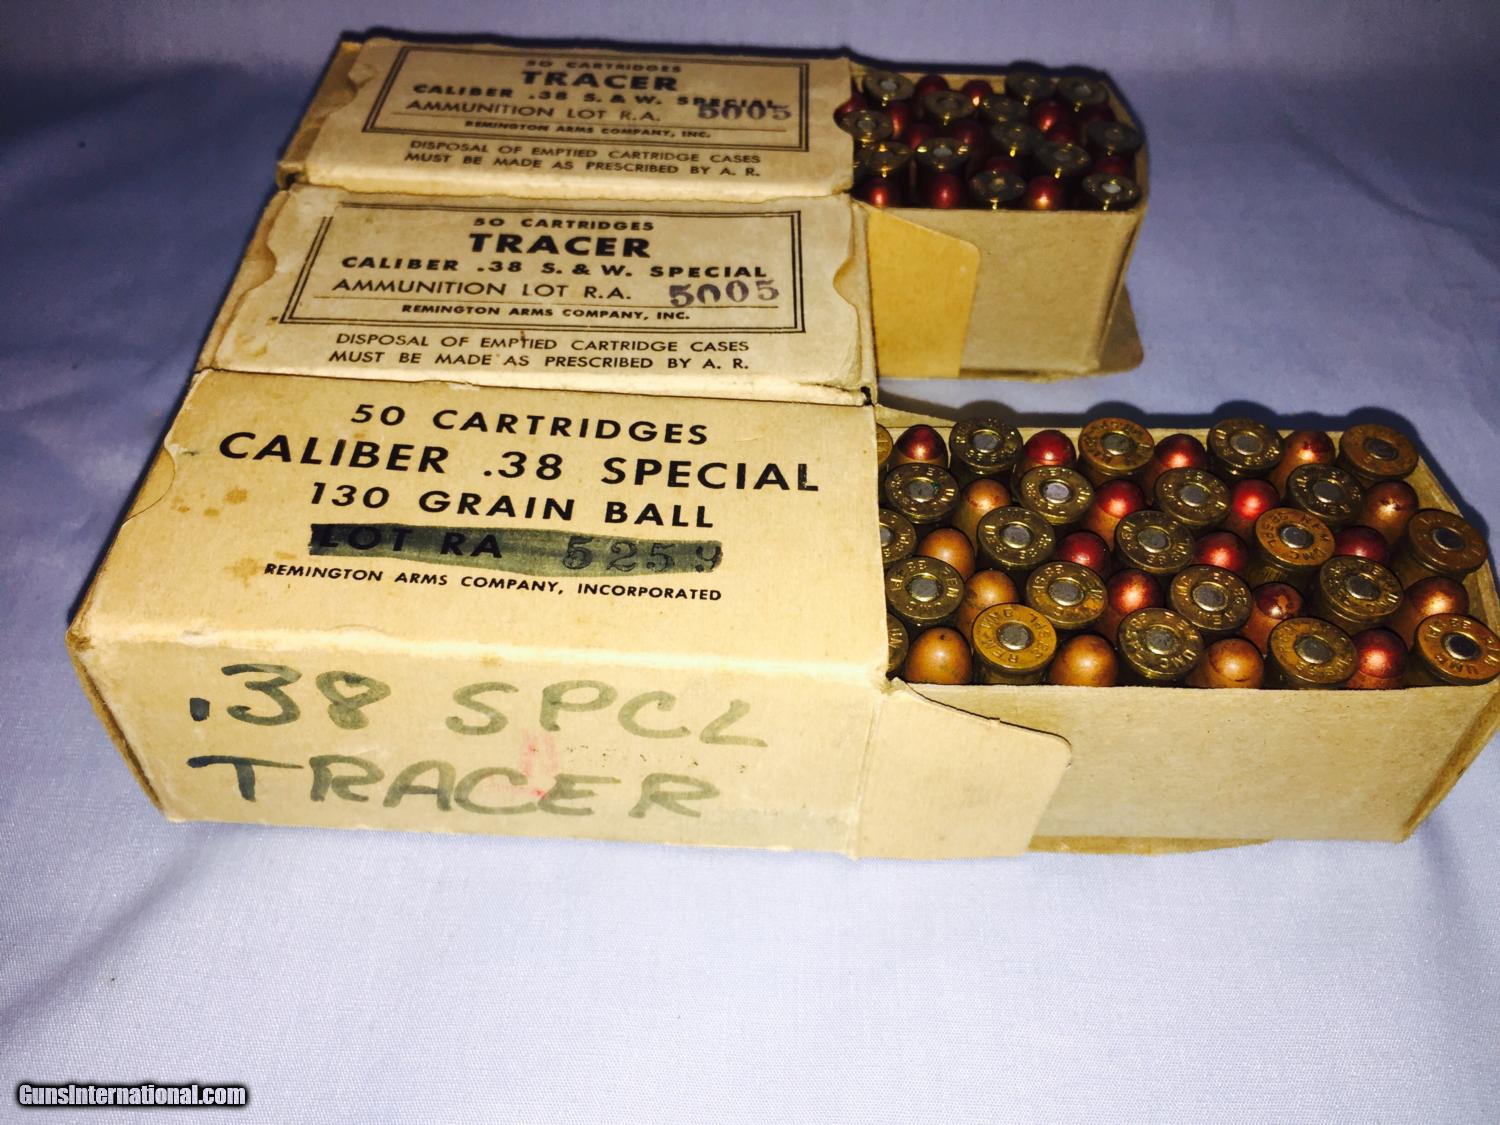 50 CARTRIDGES
TRACER
CALIBER .38 S. & W. SPECIAL
AMMUNITION LOT R.A. 5005
REMINGTON ARMS COMPANY, INC.
DISPOSAL OF EMPTIED CARTRIDGE CASES
MUST BE MADE AS PRESCRIBED BY A. R.
50 CARTRIDGES
TRACER
CALIBER .38 S. & W. SPECIAL
AMMUNITION LOT R.A. 5005
REMINGTON ARMS COMPANY, INC.
DISPOSAL OF EMPTIED CARTRIDGE CASES
MUST BE MADE AS PRESCRIBED BY A. R.
50 CARTRIDGES
CALIBER .38 SPECIAL
130 GRAIN BALL
LOT RA 5259
REMINGTON ARMS COMPANY, INCORPORATED
.38 SPCL
TRACER
GunsInternational.com